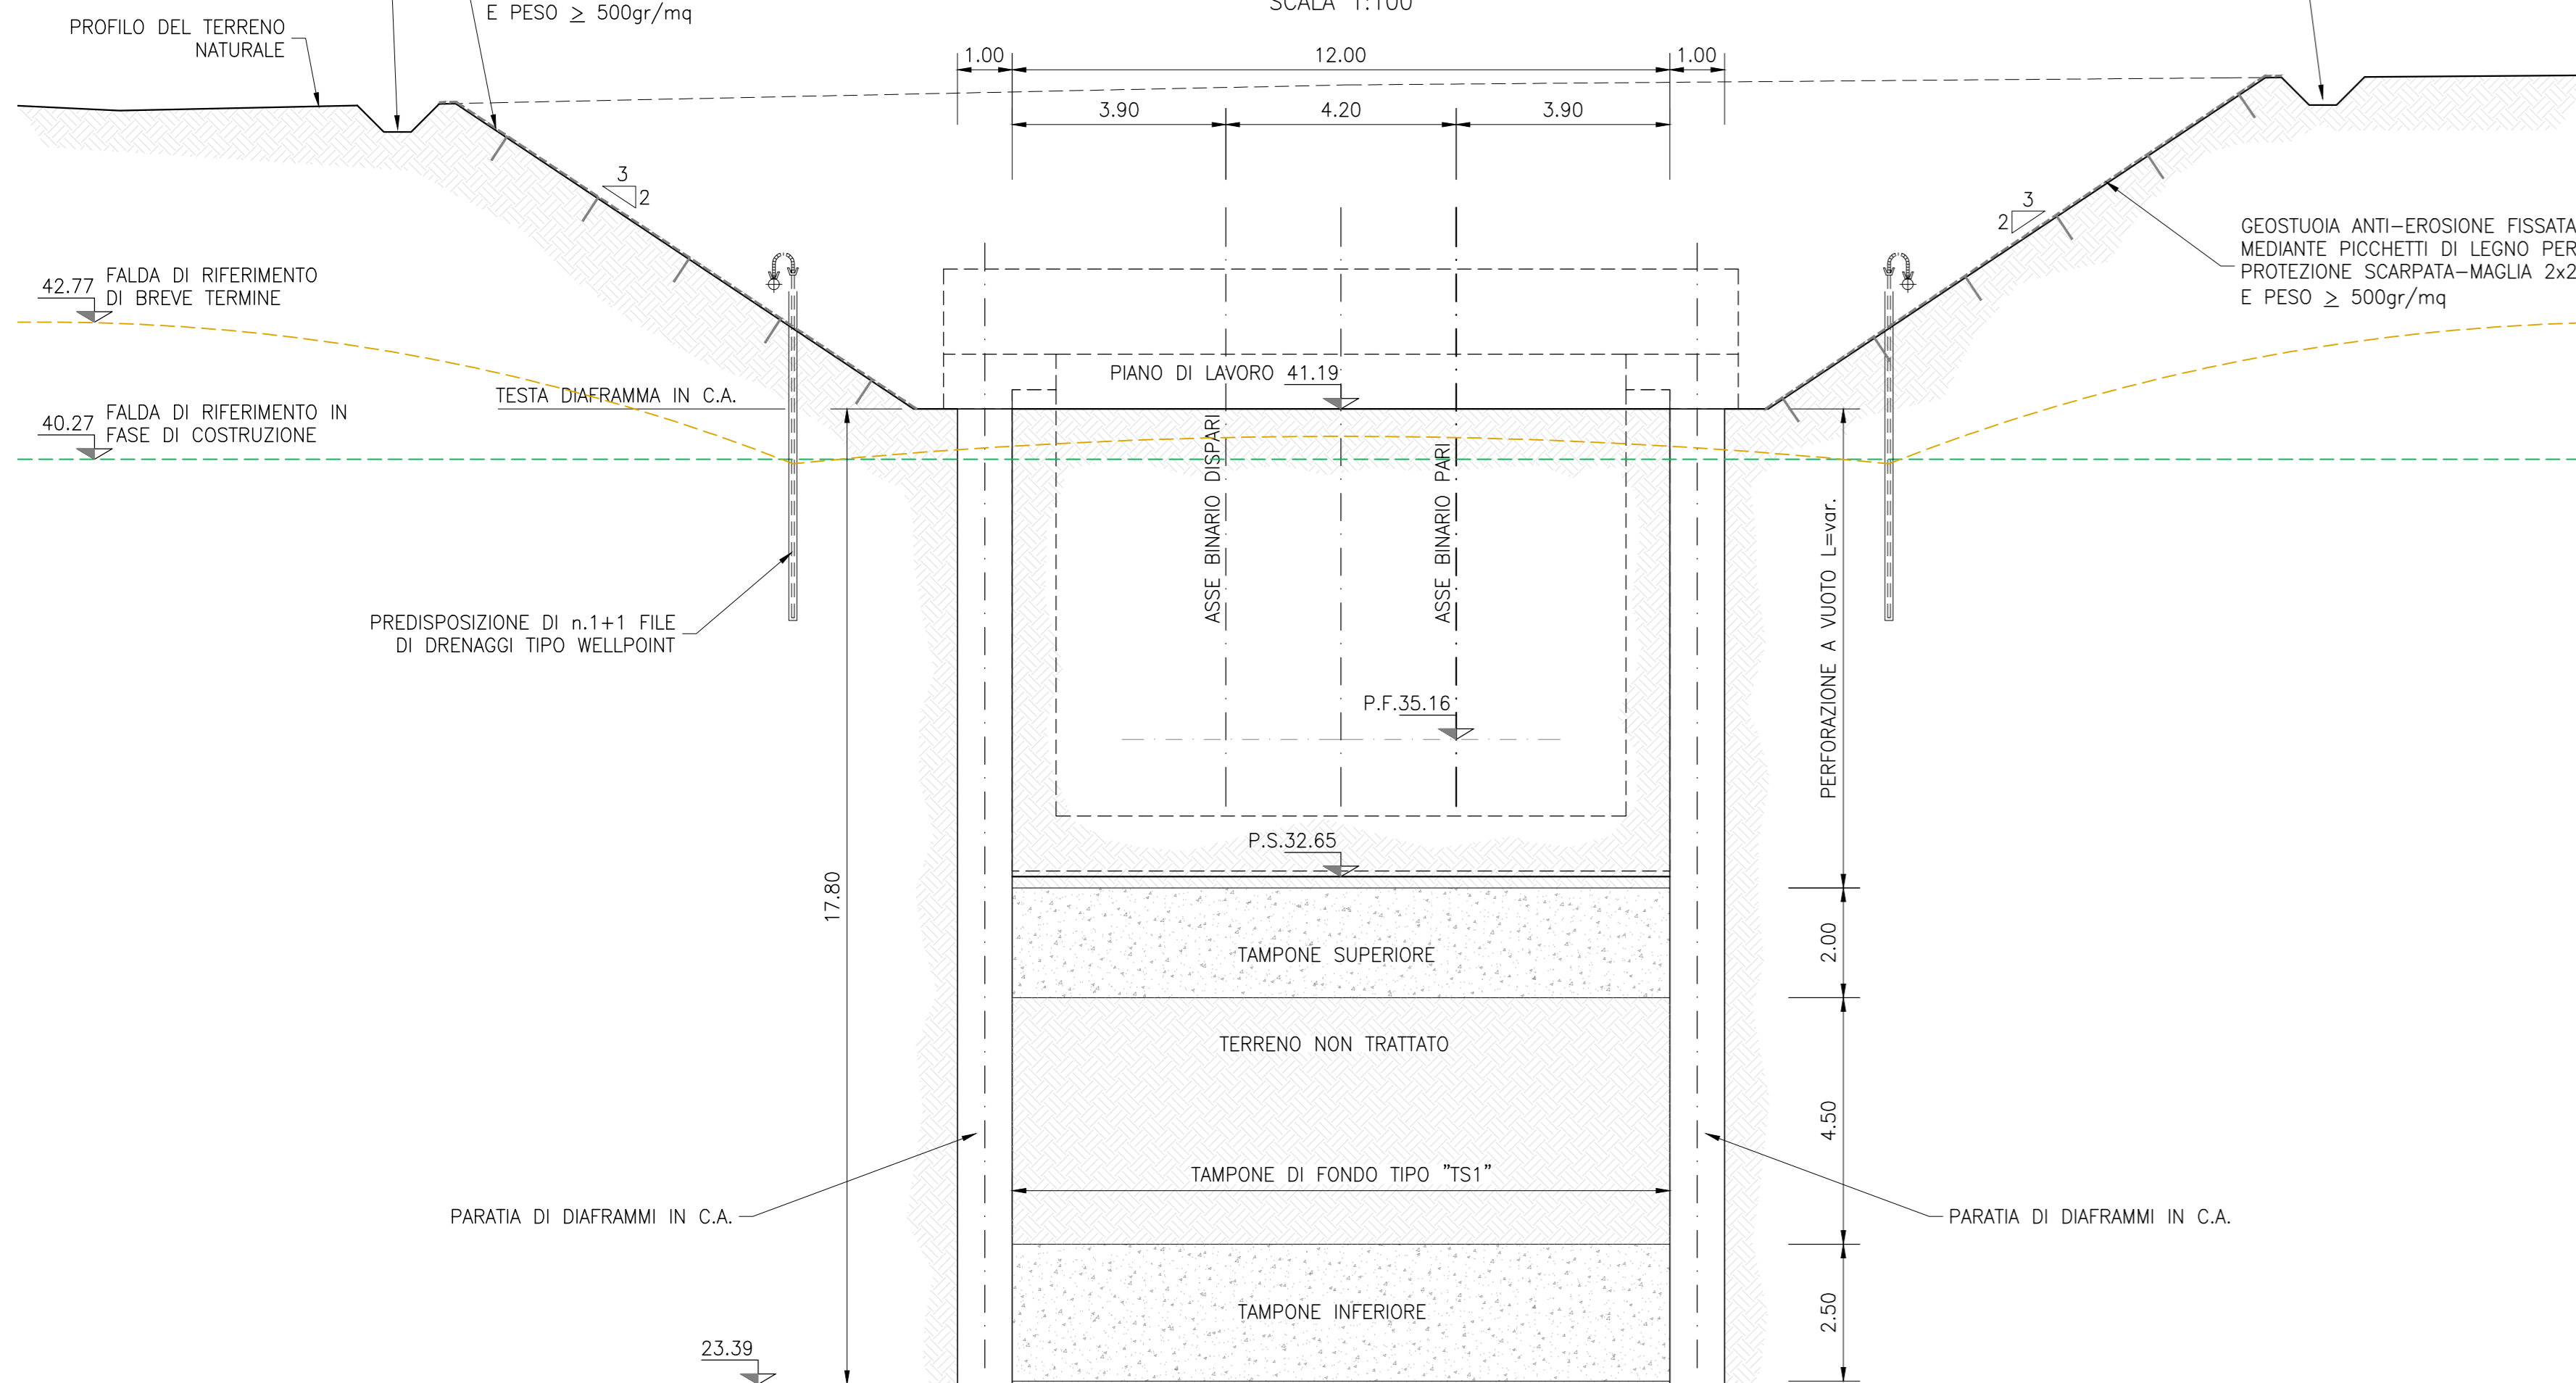 E PESO ≥ 500gr/mq
SCALA 1:100
PROFILO DEL TERRENO
NATURALE
1.00
12.00
1.00
3.90
4.20
3.90
3
2
3
2
GEOSTUOIA ANTI-EROSIONE FISSATA
MEDIANTE PICCHETTI DI LEGNO PER
PROTEZIONE SCARPATA-MAGLIA 2x2
E PESO ≥ 500gr/mq
42.77
FALDA DI RIFERIMENTO
DI BREVE TERMINE
PIANO DI LAVORO 41.19
TESTA DIAFRAMMA IN C.A.
40.27
FALDA DI RIFERIMENTO IN
FASE DI COSTRUZIONE
ASSE BINARIO DISPARI
ASSE BINARIO PARI
PERFORAZIONE A VUOTO L=var.
PREDISPOSIZIONE DI n.1+1 FILE
DI DRENAGGI TIPO WELLPOINT
P.F.35.16
P.S.32.65
17.80
TAMPONE SUPERIORE
2.00
TERRENO NON TRATTATO
4.50
TAMPONE DI FONDO TIPO "TS1"
PARATIA DI DIAFRAMMI IN C.A.
PARATIA DI DIAFRAMMI IN C.A.
TAMPONE INFERIORE
2.50
23.39